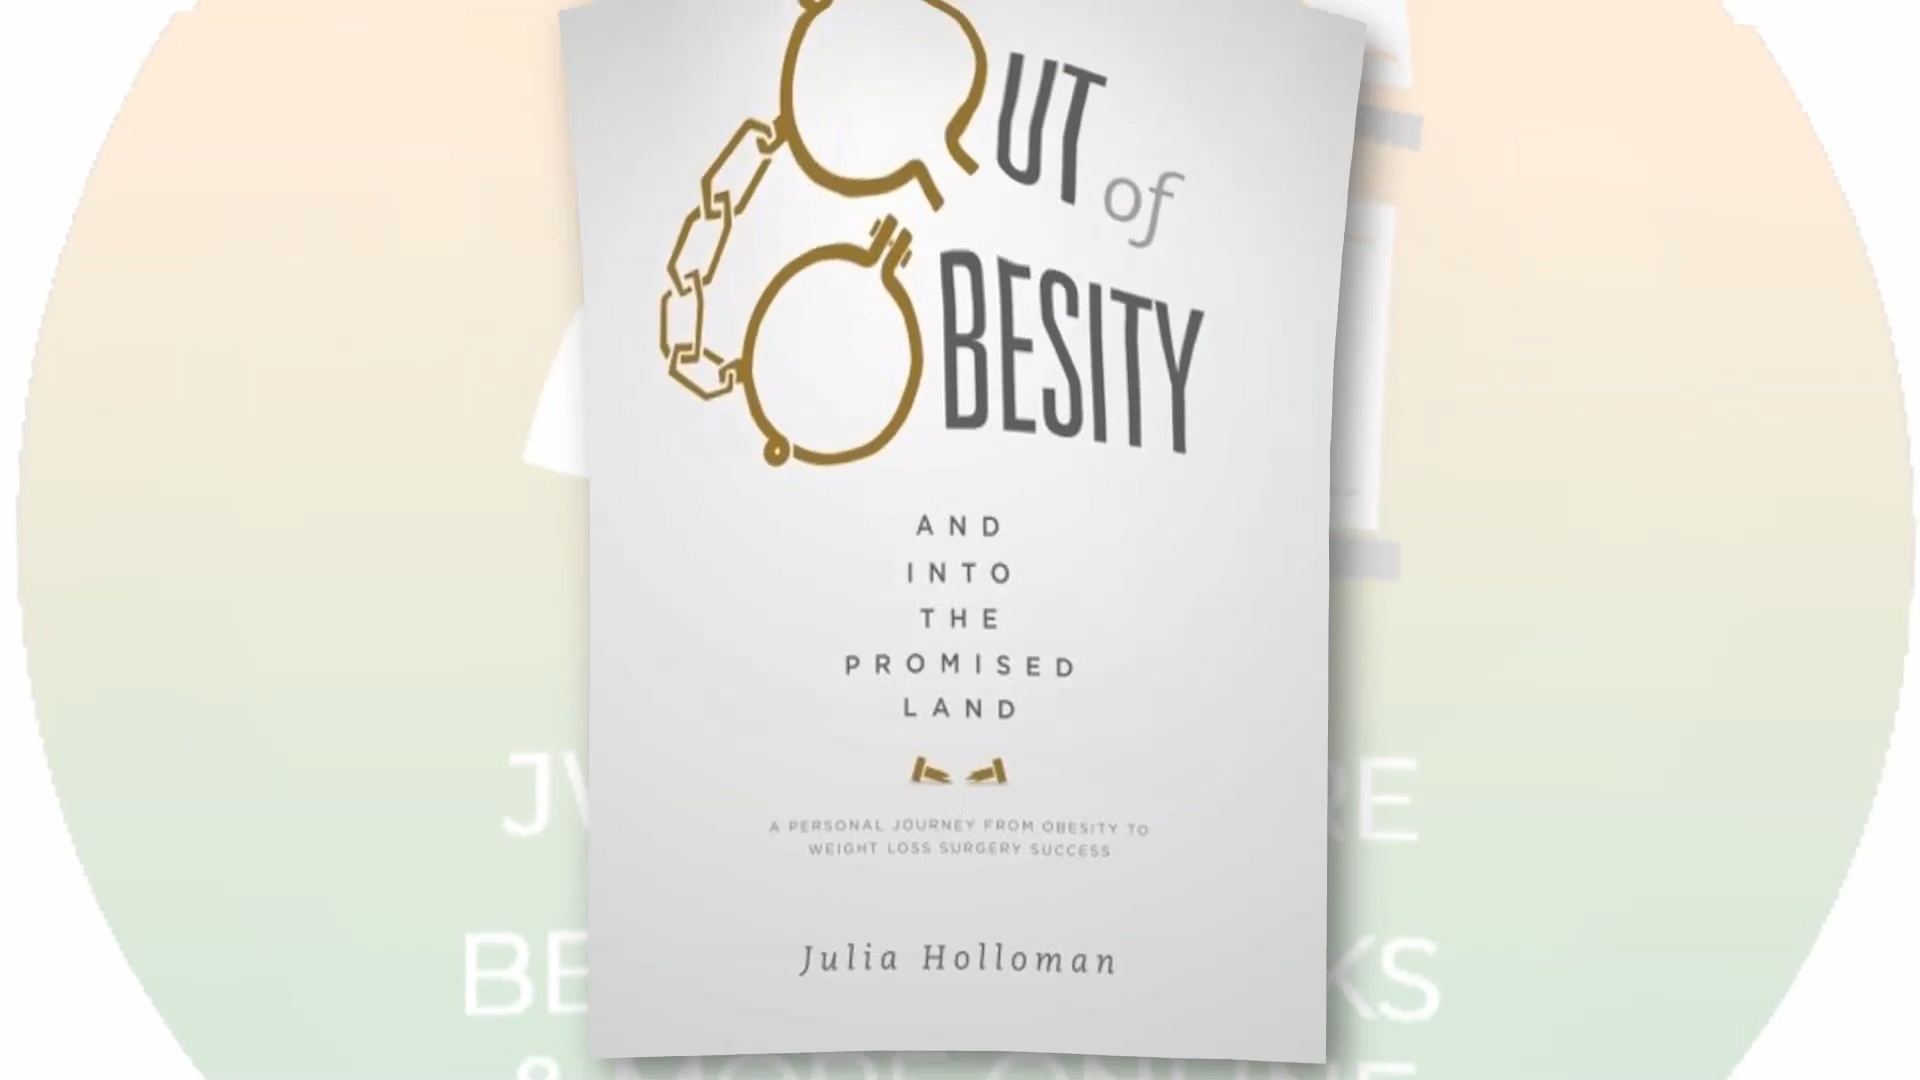 OUT of
OBESITY
AND
INTO
THE
PROMISED
LAND
A PERSONAL JOURNEY FROM OBESITY TO
WEIGHT LOSS SURGERY SUCCESS
Julia Holloman